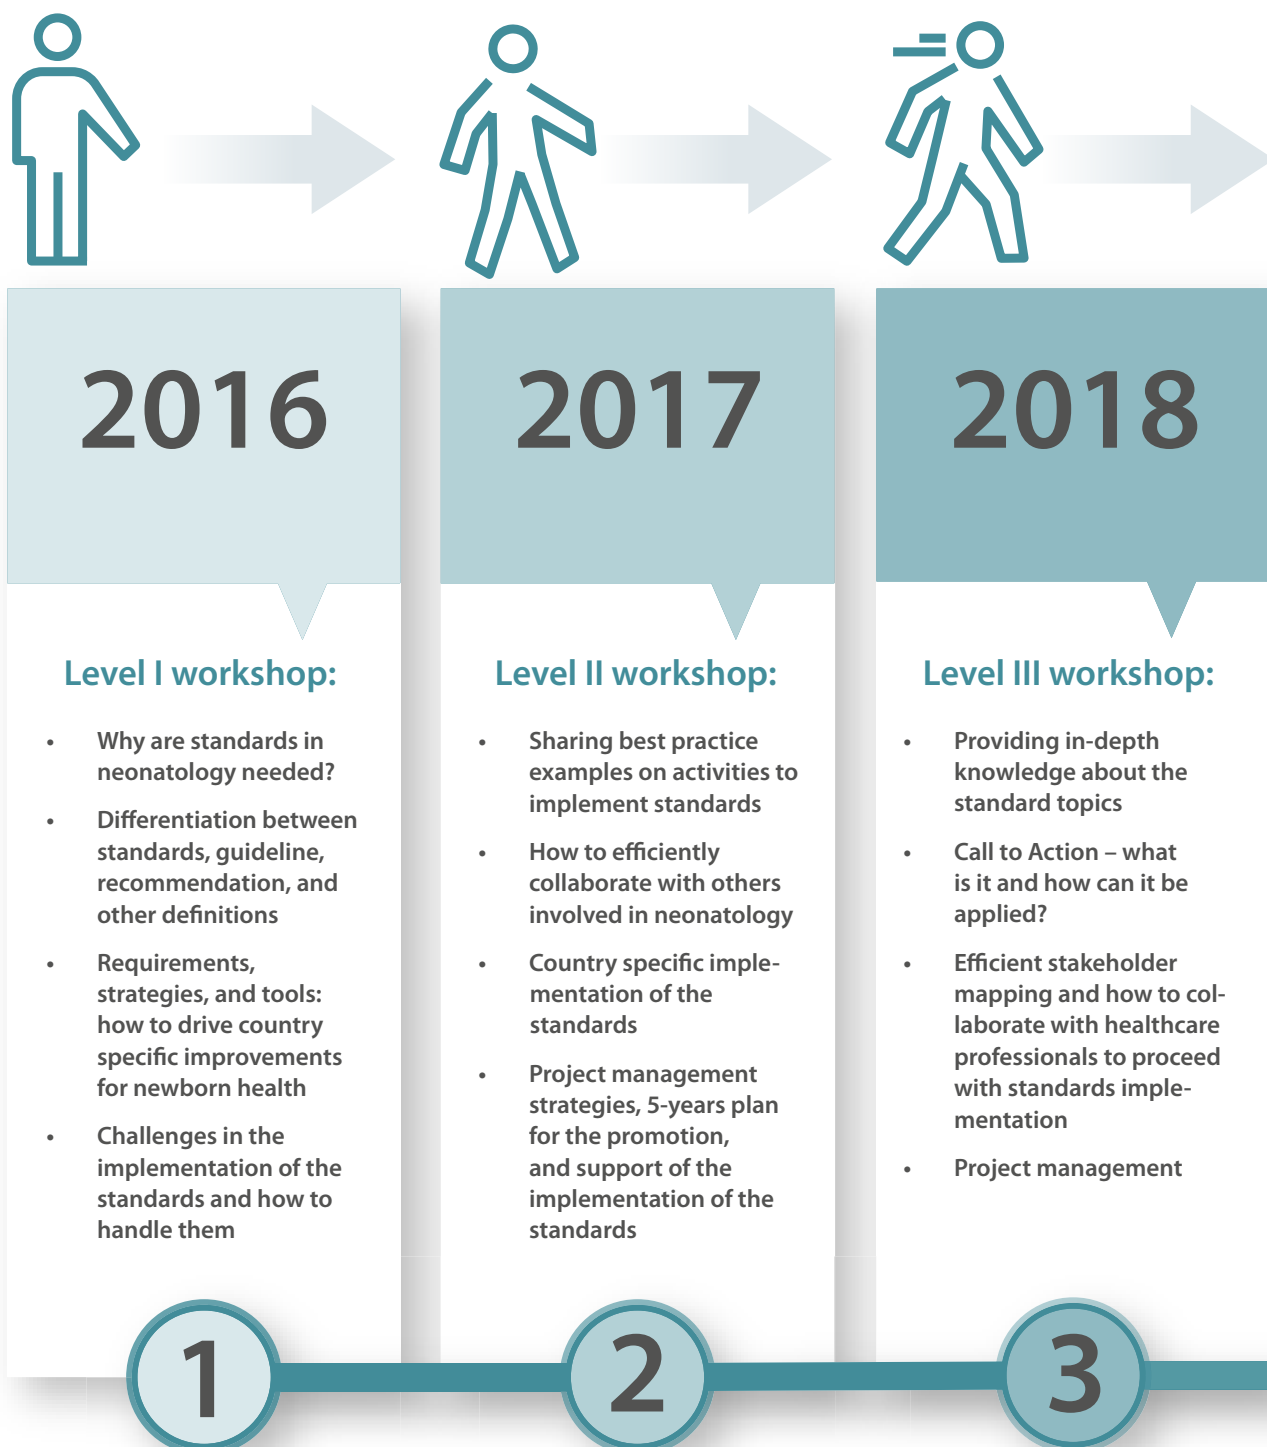 2016
Level I workshop:
• Why are standards in
neonatology needed?
• Differentiation between
standards, guideline,
recommendation, and
other definitions
• Requirements,
strategies, and tools:
how to drive country
specific improvements
for newborn health
• Challenges in the
implementation of the
standards and how to
handle them
1
2017
Level II workshop:
• Sharing best practice
examples on activities to
implement standards
• How to efficiently
collaborate with others
involved in neonatology
• Country specific imple-
mentation of the
standards
• Project management
strategies, 5-years plan
for the promotion,
and support of the
implementation of the
standards
2
2018
Level III workshop:
• Providing in-depth
knowledge about the
standard topics
• Call to Action – what
is it and how can it be
applied?
• Efficient stakeholder
mapping and how to col-
laborate with healthcare
professionals to proceed
with standards imple-
mentation
• Project management
3